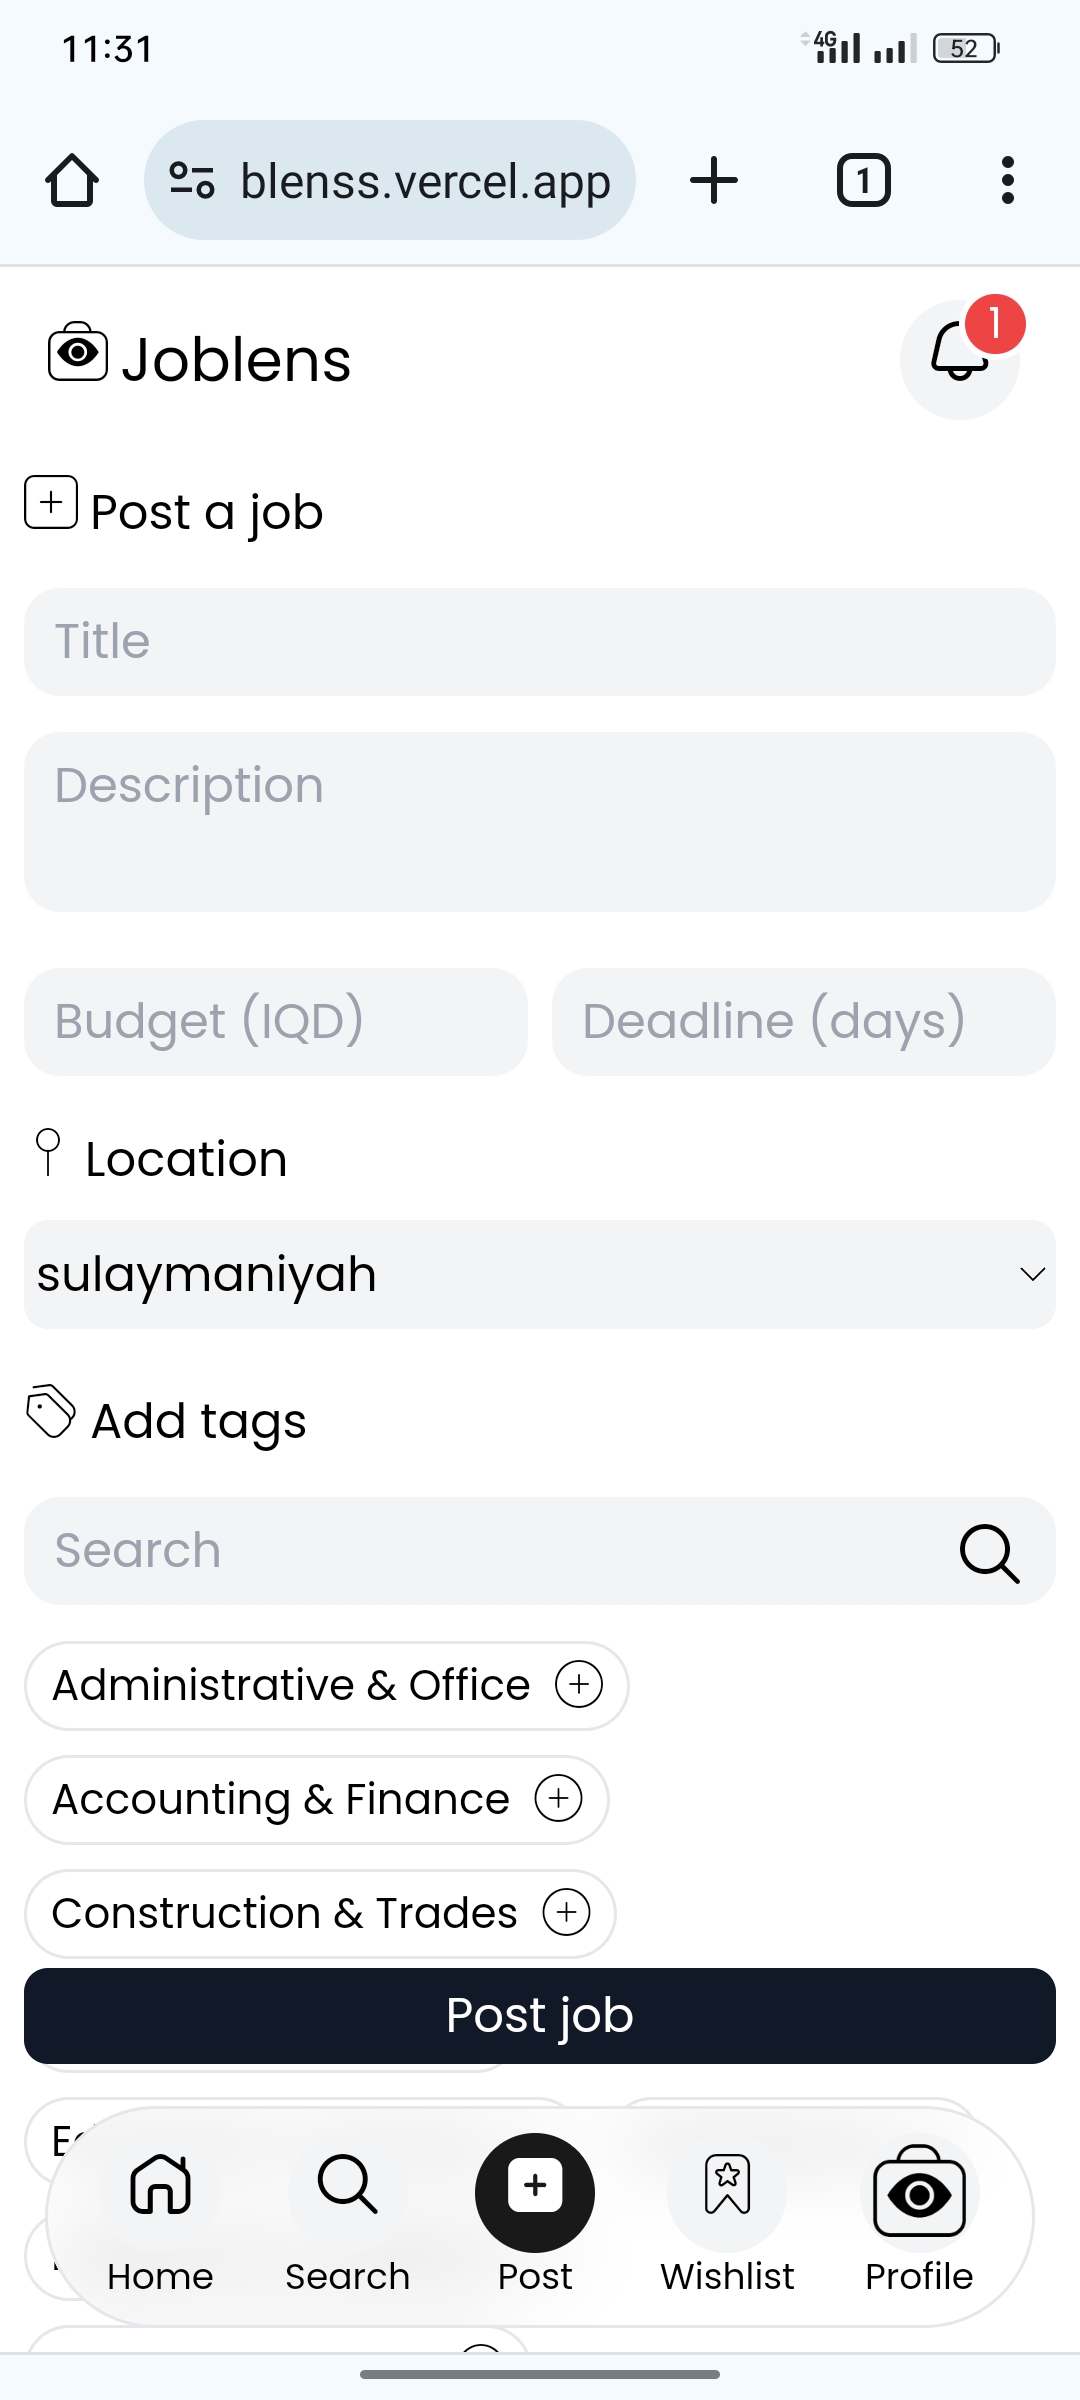 11:31
4G
52
blenss.vercel.app
1
Joblens
1
Post a job
Title
Description
Budget (IQD)
Deadline (days)
Location
sulaymaniyah
Add tags
Search
Administrative & Office
Accounting & Finance
Construction & Trades
Post job
Home
Search
Post
Wishlist
Profile